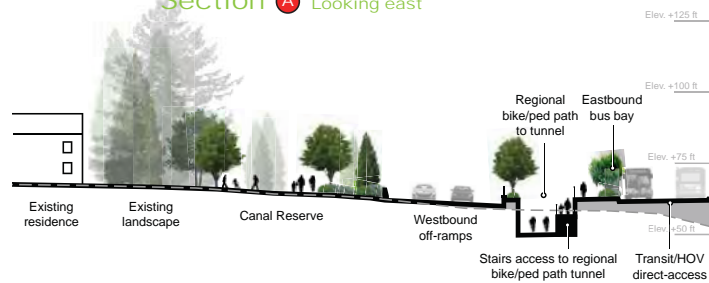 Section A Looking east
Elev. +125 ft
Elev. +100 ft
Regional
bike/ped path
to tunnel
Eastbound
bus bay
Elev. +75 ft
Existing
residence
Existing
landscape
Canal Reserve
Westbound
off-ramps
Elev. +50 ft
Stairs access to regional
bike/ped path tunnel
Transit/HOV
direct-access